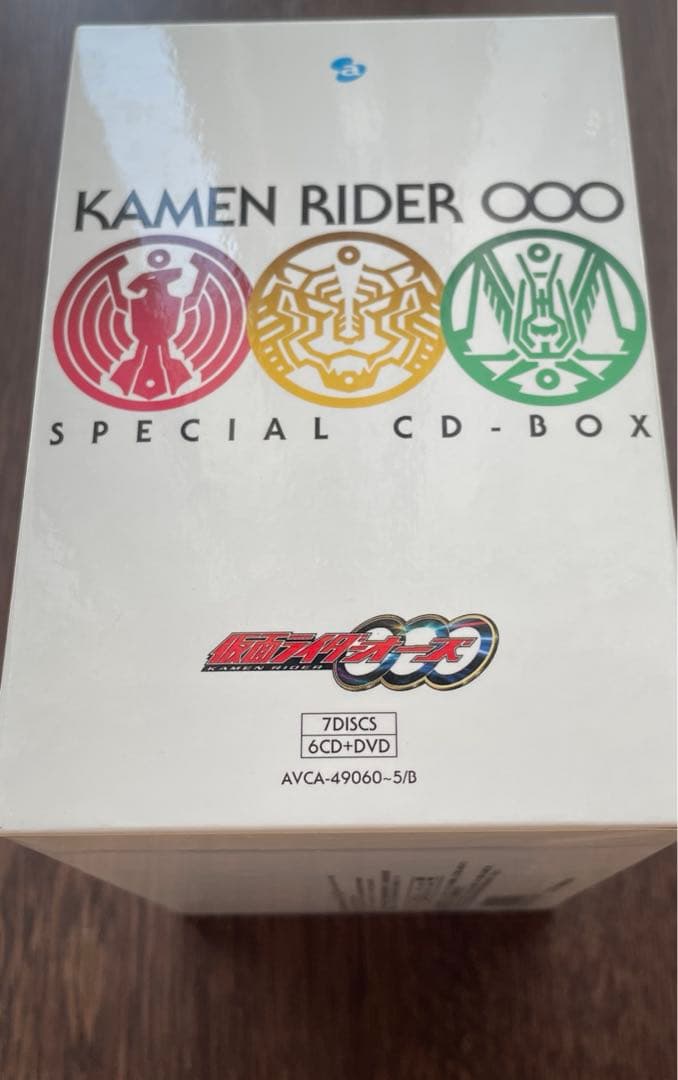 a
KAMEN RIDER OOO
SPECIAL CD-BOX
仮面ライダーオーズ
KAMEN RIDER
7DISCS
6CD+DVD
AVCA-49060~5/B